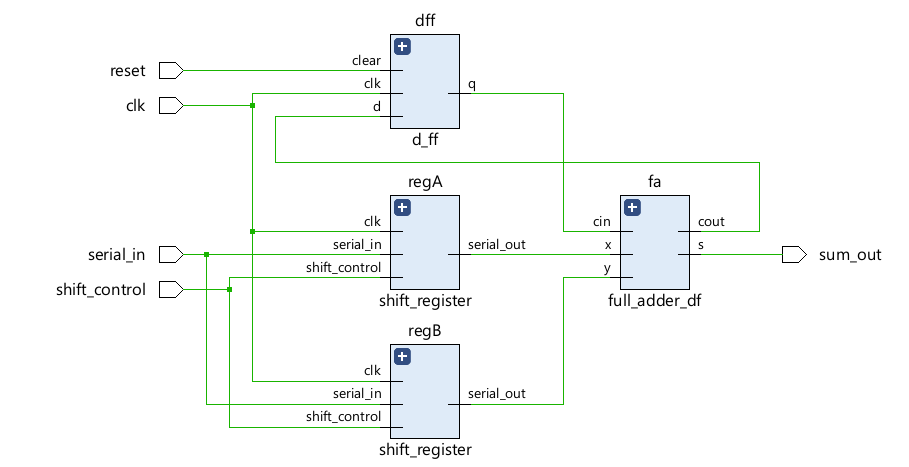 dff
reset
clear
clk
clk
q
d
d_ff
regA
fa
clk
cin
cout
serial_in
serial_in
serial_out
x
s
sum_out
shift_control
shift_control
y
shift_register
full_adder_df
regB
clk
serial_in
serial_out
shift_control
shift_register